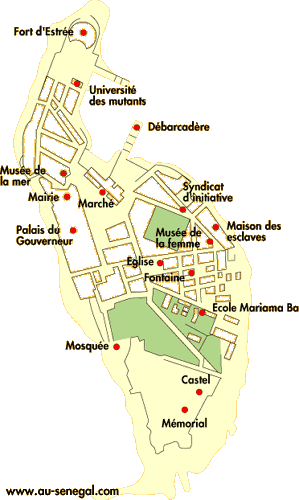 Fort d'Estrée
Université
des mutants
Débarcadère
Musée de
la mer
Mairie
Marché
Syndicat
d'initiative
Palais du
Gouverneur
Musée de
la femme
Maison des
esclaves
Eglise
Fontaine
Ecole Mariama Ba
Mosquée
Castel
Mémorial
www.au-senegal.com